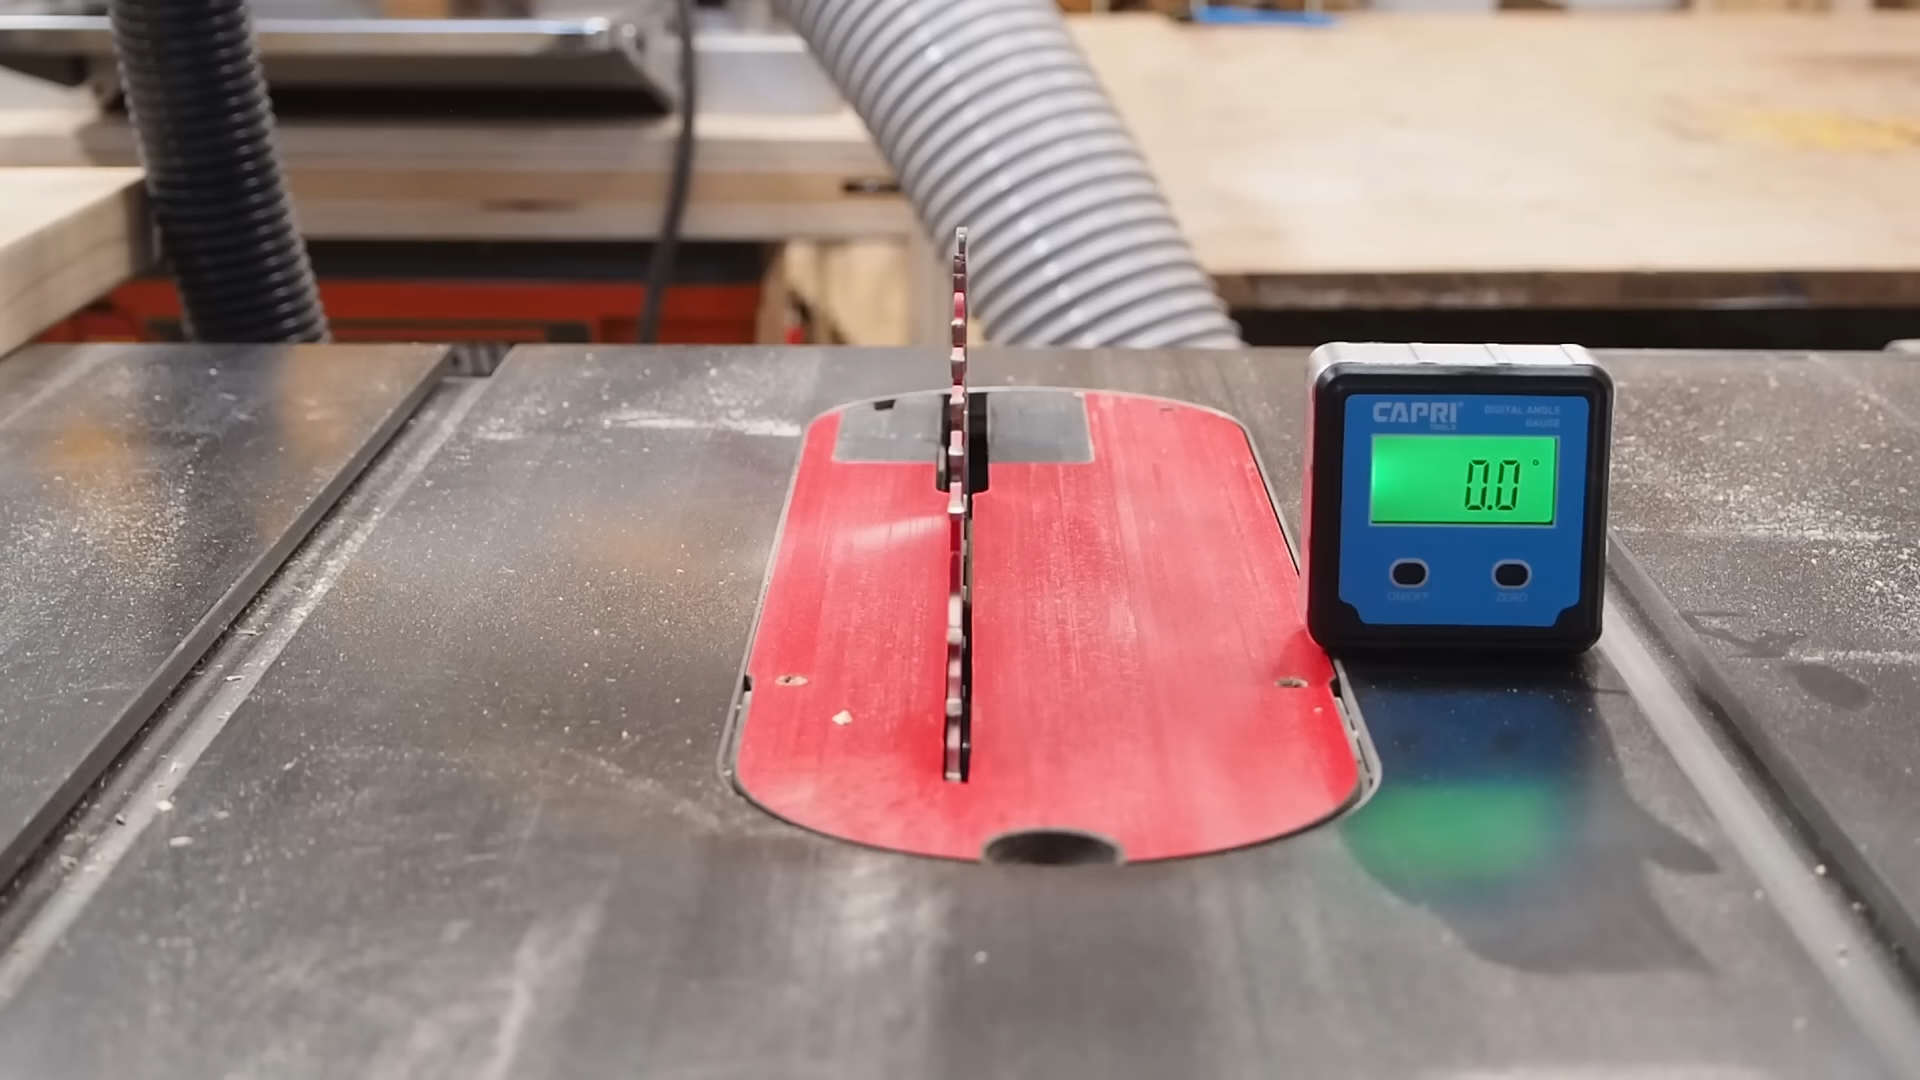 CAPRI®
TOOLS
DIGITAL ANGLE
GAUGE
0.0°
ON/OFF
ZERO